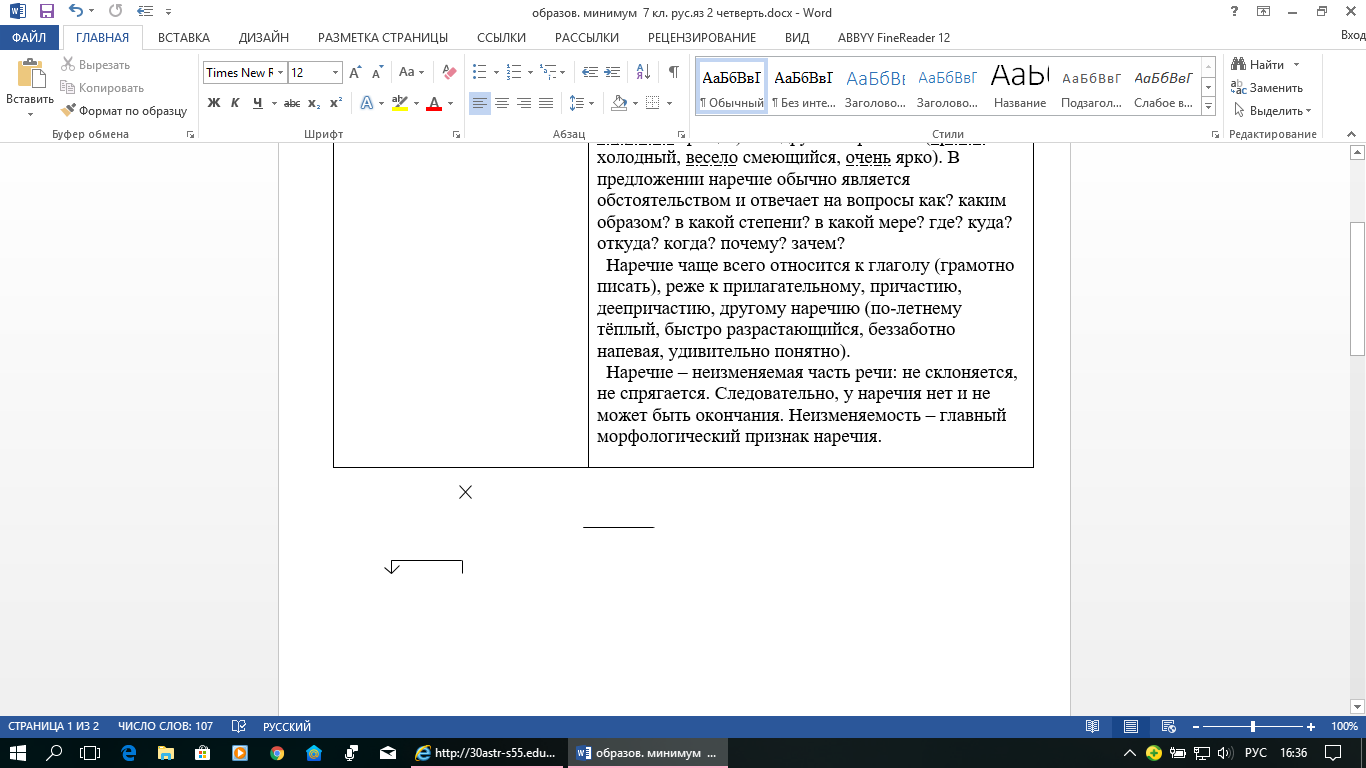 образов. минимум 7 кл. рус.яз 2 четверть.docx - Word
ФАЙЛ ГЛАВНАЯ ВСТАВКА ДИЗАЙН РАЗМЕТКА СТРАНИЦЫ ССЫЛКИ РАССЫЛКИ РЕЦЕНЗИРОВАНИЕ ВИД ABBYY FineReader 12 Вход
Вставить
Вырезать
Копировать
Формат по образцу
Буфер обмена
Times New R 12
Ж К Ч abc x₂ x²
Шрифт
Абзац
АаБбВвГ АаБбВвГ АаБбВв АаБбВвГ АаБ АаБбВвГ АаБбВвГ
¶ Обычный ¶ Без инте... Заголово... Заголово... Название Подзагол... Слабое в...
Стили
Найти
Заменить
Выделить
Редактирование
холодный, весело смеющийся, очень ярко). В
предложении наречие обычно является
обстоятельством и отвечает на вопросы как? каким
образом? в какой степени? в какой мере? где? куда?
откуда? когда? почему? зачем?
Наречие чаще всего относится к глаголу (грамотно
писать), реже к прилагательному, причастию,
деепричастию, другому наречию (по-летнему
тёплый, быстро разрастающийся, беззаботно
напевая, удивительно понятно).
Наречие – неизменяемая часть речи: не склоняется,
не спрягается. Следовательно, у наречия нет и не
может быть окончания. Неизменяемость – главный
морфологический признак наречия.
СТРАНИЦА 1 ИЗ 2 ЧИСЛО СЛОВ: 107 РУССКИЙ 100%
http://30astr-s55.edu... образов. минимум ... РУС 16:36